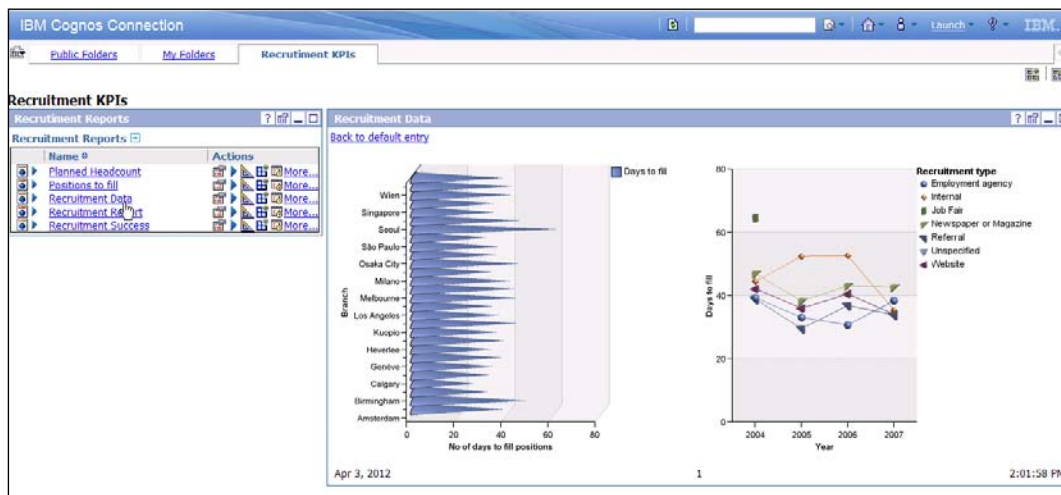 IBM Cognos Connection
Launch
IBM.
Public Folders
My Folders
Recrutiment KPIs
Recruitment KPIs
Recrutiment Reports
Recruitment Reports
Name
Actions
Planned Headcount
More...
Positions to fill
More...
Recruitment Data
More...
Recruitment Report
More...
Recruitment Success
More...
Recruitment Data
Back to default entry
Days to fill
Branch
Wien
Singapore
Seoul
São Paulo
Osaka City
Milano
Melbourne
Los Angeles
Kuopio
Heverlee
Genève
Calgary
Birmingham
Amsterdam
0 20 40 60 80
No of days to fill positions
Days to fill
80
60
40
20
0
2004 2005 2006 2007
Year
Recruitment type
Employment agency
Internal
Job Fair
Newspaper or Magazine
Referral
Unspecified
Website
Apr 3, 2012
1
2:01:58 PM